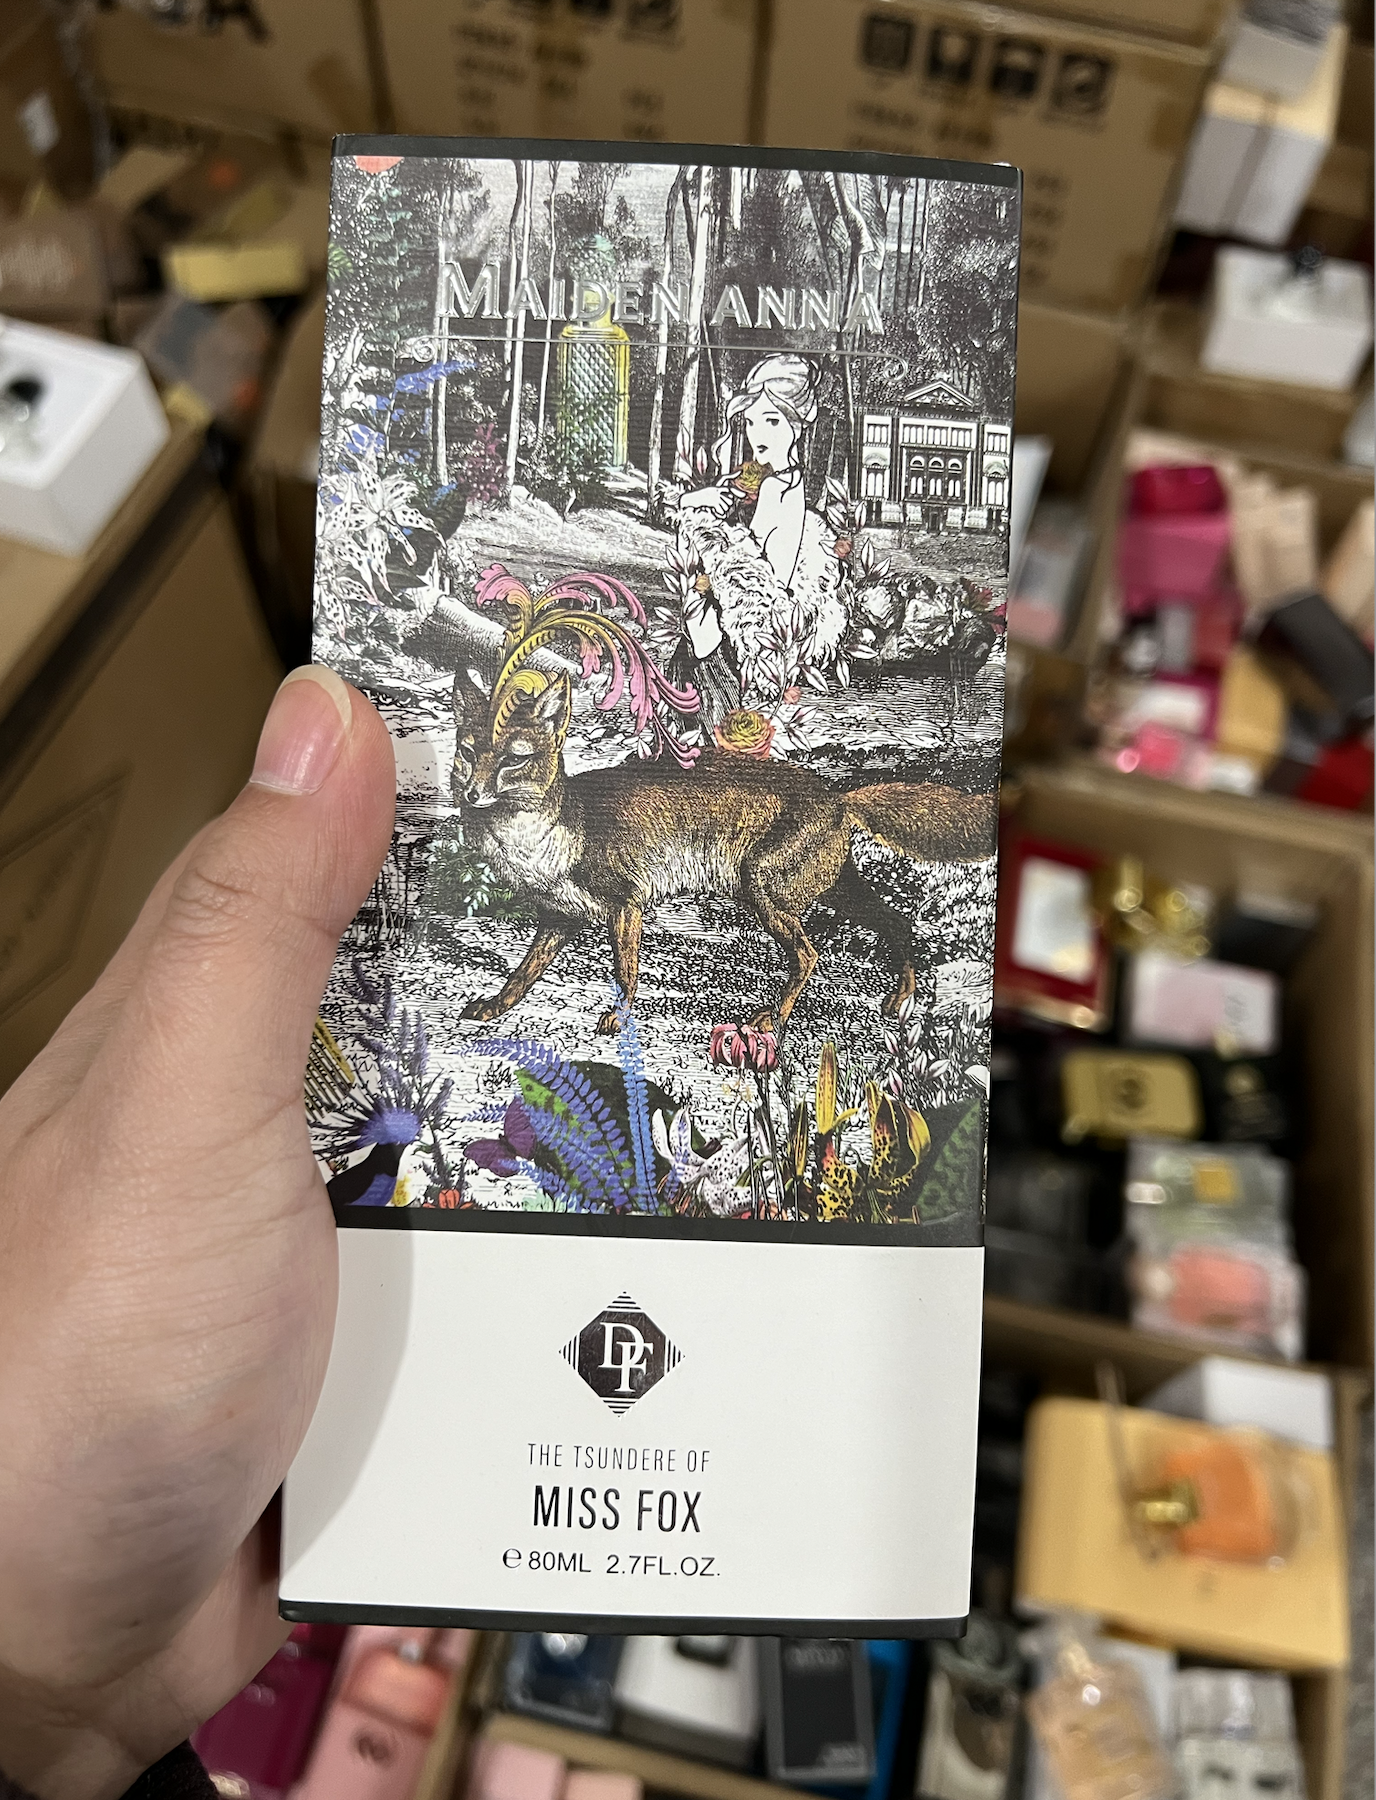 MAIDEN ANNA
DF
THE TSUNDERE OF
MISS FOX
℮ 80ML 2.7FL.OZ.